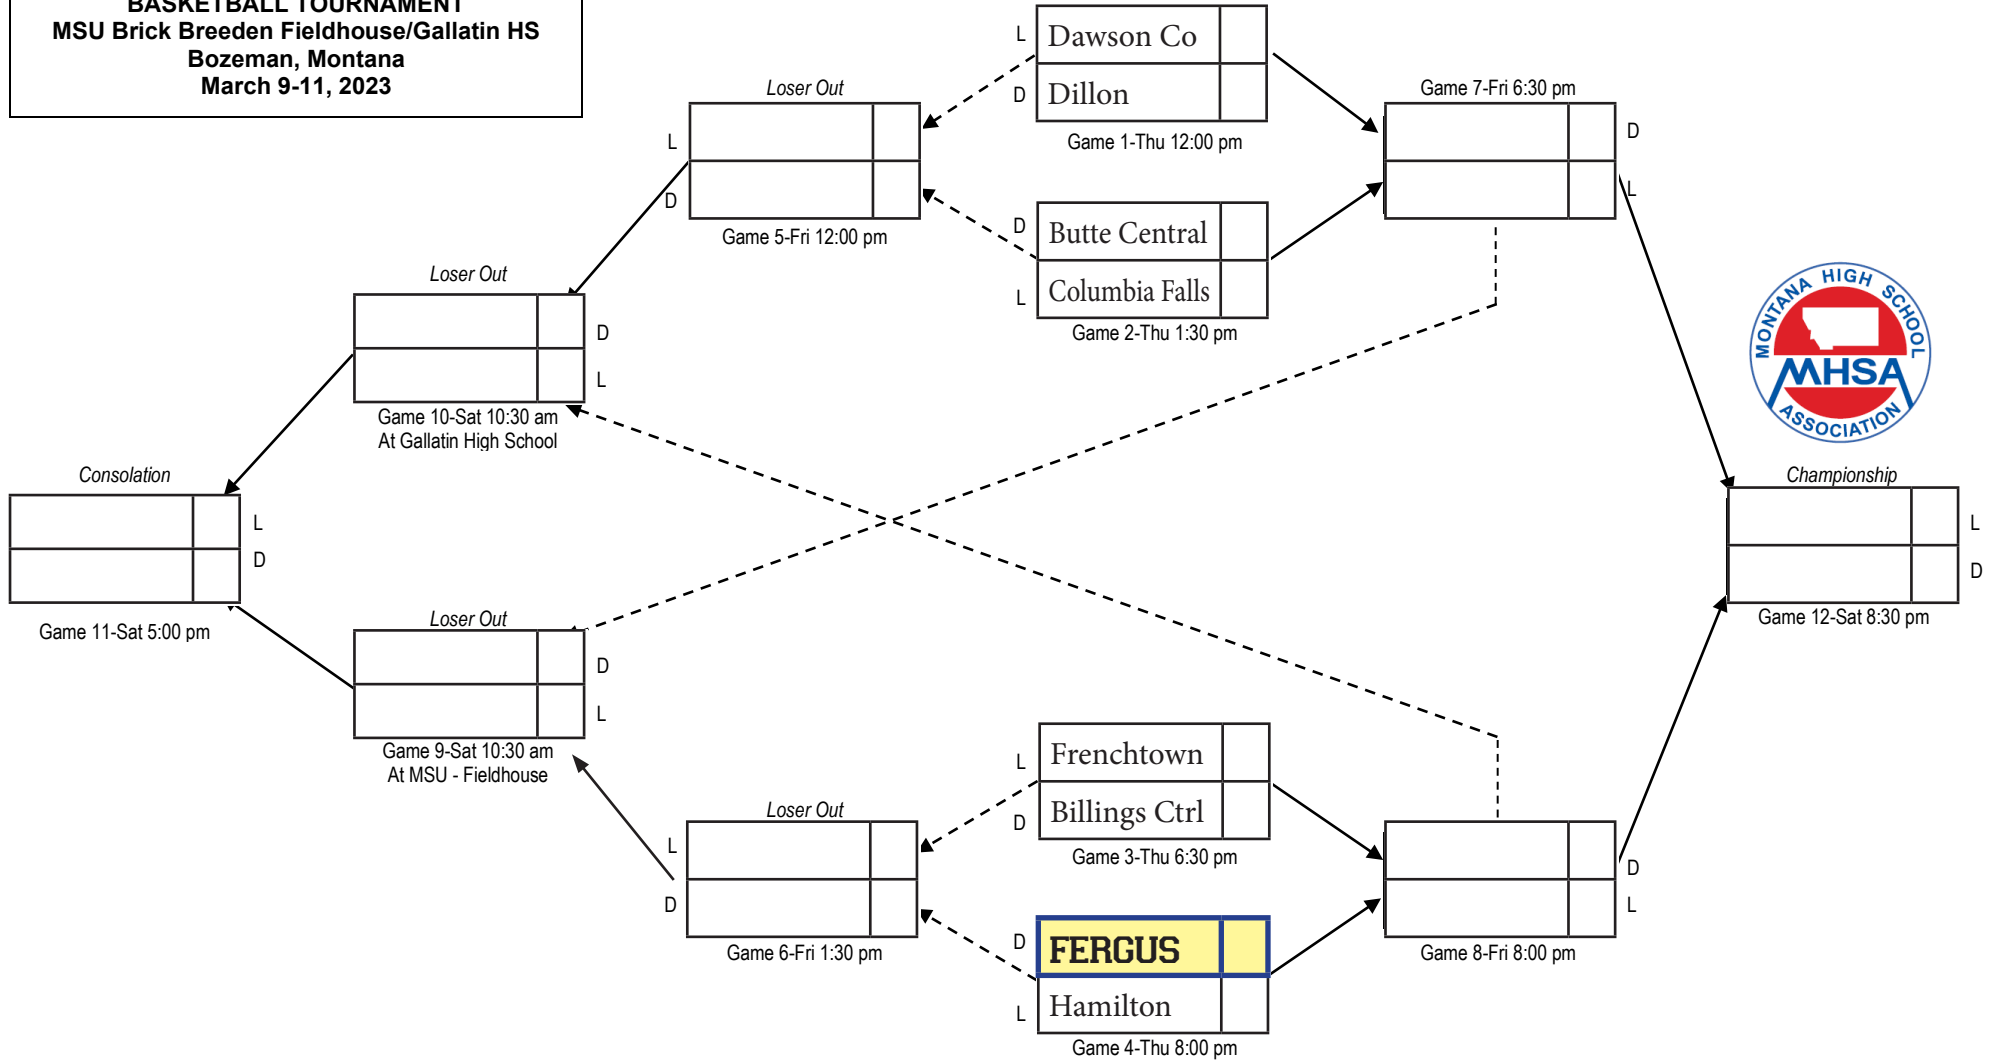 BASKETBALL TOURNAMENT
MSU Brick Breeden Fieldhouse/Gallatin HS
Bozeman, Montana
March 9-11, 2023
L
Dawson Co
D
Dillon
Game 1-Thu 12:00 pm
D
Butte Central
L
Columbia Falls
Game 2-Thu 1:30 pm
Loser Out
L
D
Game 5-Fri 12:00 pm
Game 7-Fri 6:30 pm
D
L
Loser Out
D
L
Game 10-Sat 10:30 am
At Gallatin High School
MONTANA HIGH SCHOOL
MHSA
ASSOCIATION
Consolation
L
D
Game 11-Sat 5:00 pm
Championship
L
D
Game 12-Sat 8:30 pm
Loser Out
D
L
Game 9-Sat 10:30 am
At MSU - Fieldhouse
Loser Out
L
D
Game 6-Fri 1:30 pm
L
Frenchtown
D
Billings Ctrl
Game 3-Thu 6:30 pm
D
FERGUS
L
Hamilton
Game 4-Thu 8:00 pm
D
L
Game 8-Fri 8:00 pm